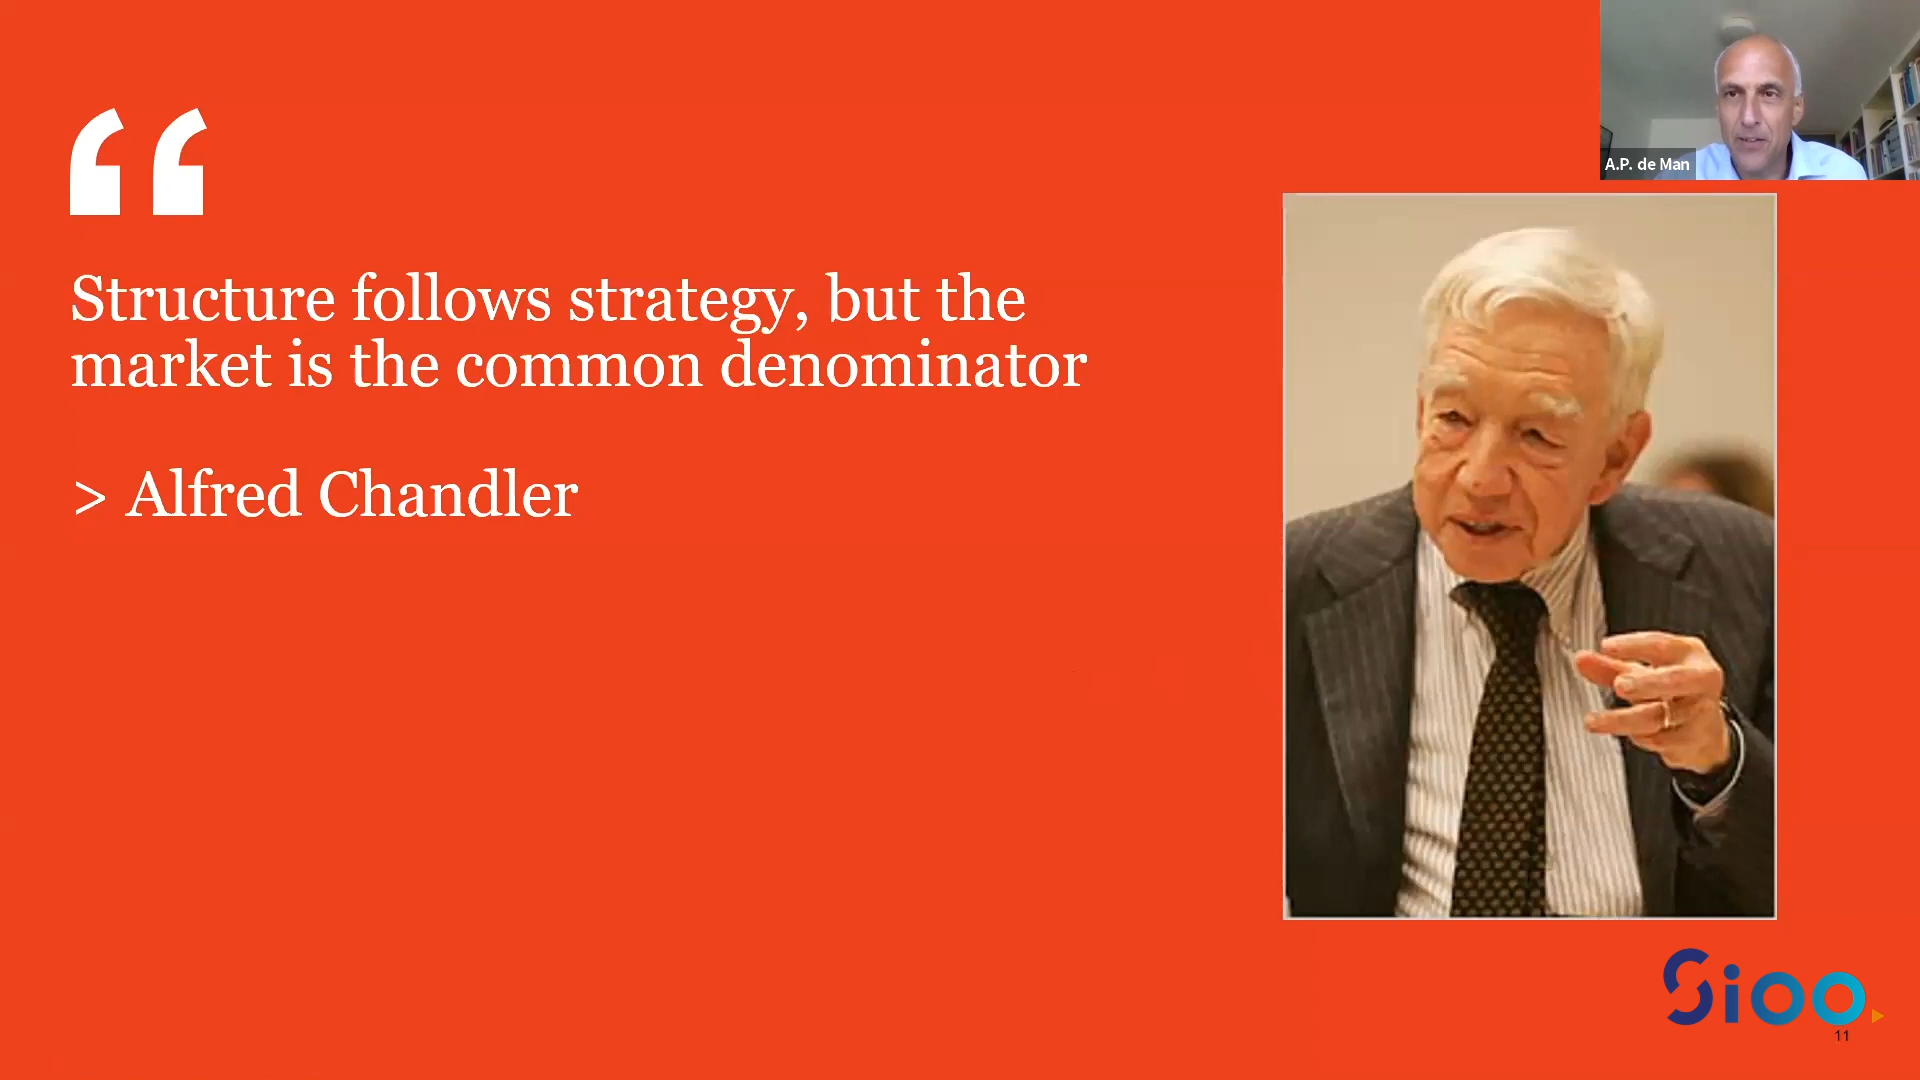 A.P. de Man
“
Structure follows strategy, but the
market is the common denominator
> Alfred Chandler
Sioo
11